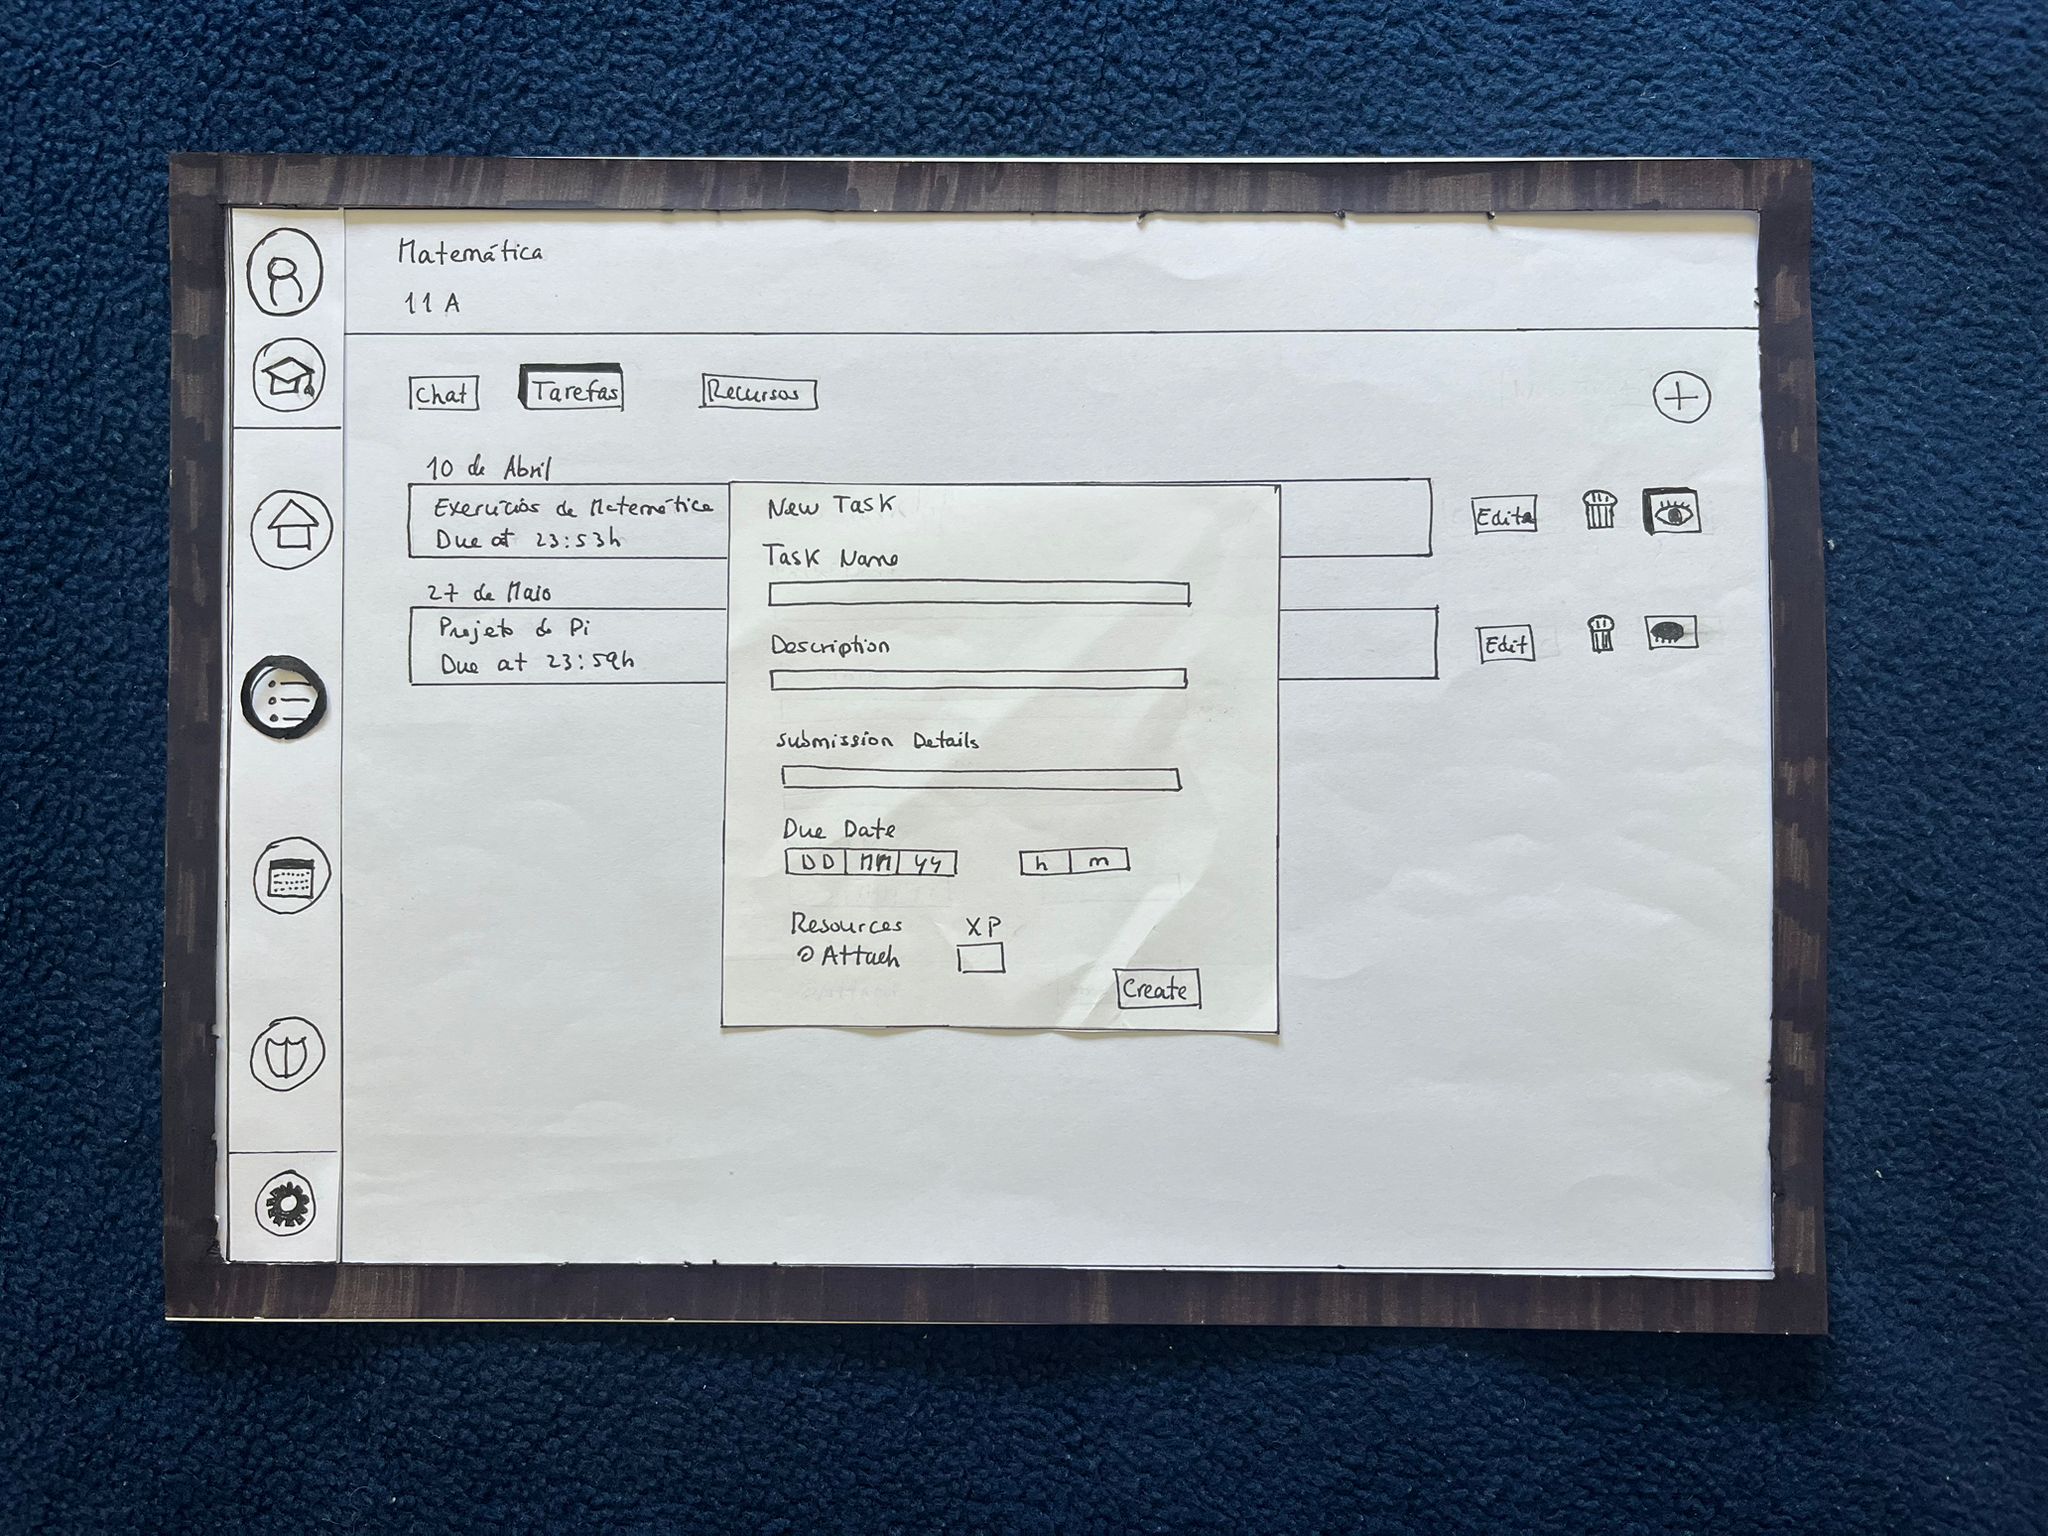 Matemática
11 A
Chat Tarefas Recursos
10 de Abril
Exercícios de Matemática
Due at 23:53h
Edita
27 de Maio
Projeto do Pi
Due at 23:59h
Edit
New Task
Task Name
Description
Submission Details
Due Date
DD MM YY h m
Resources XP
Attach
Create